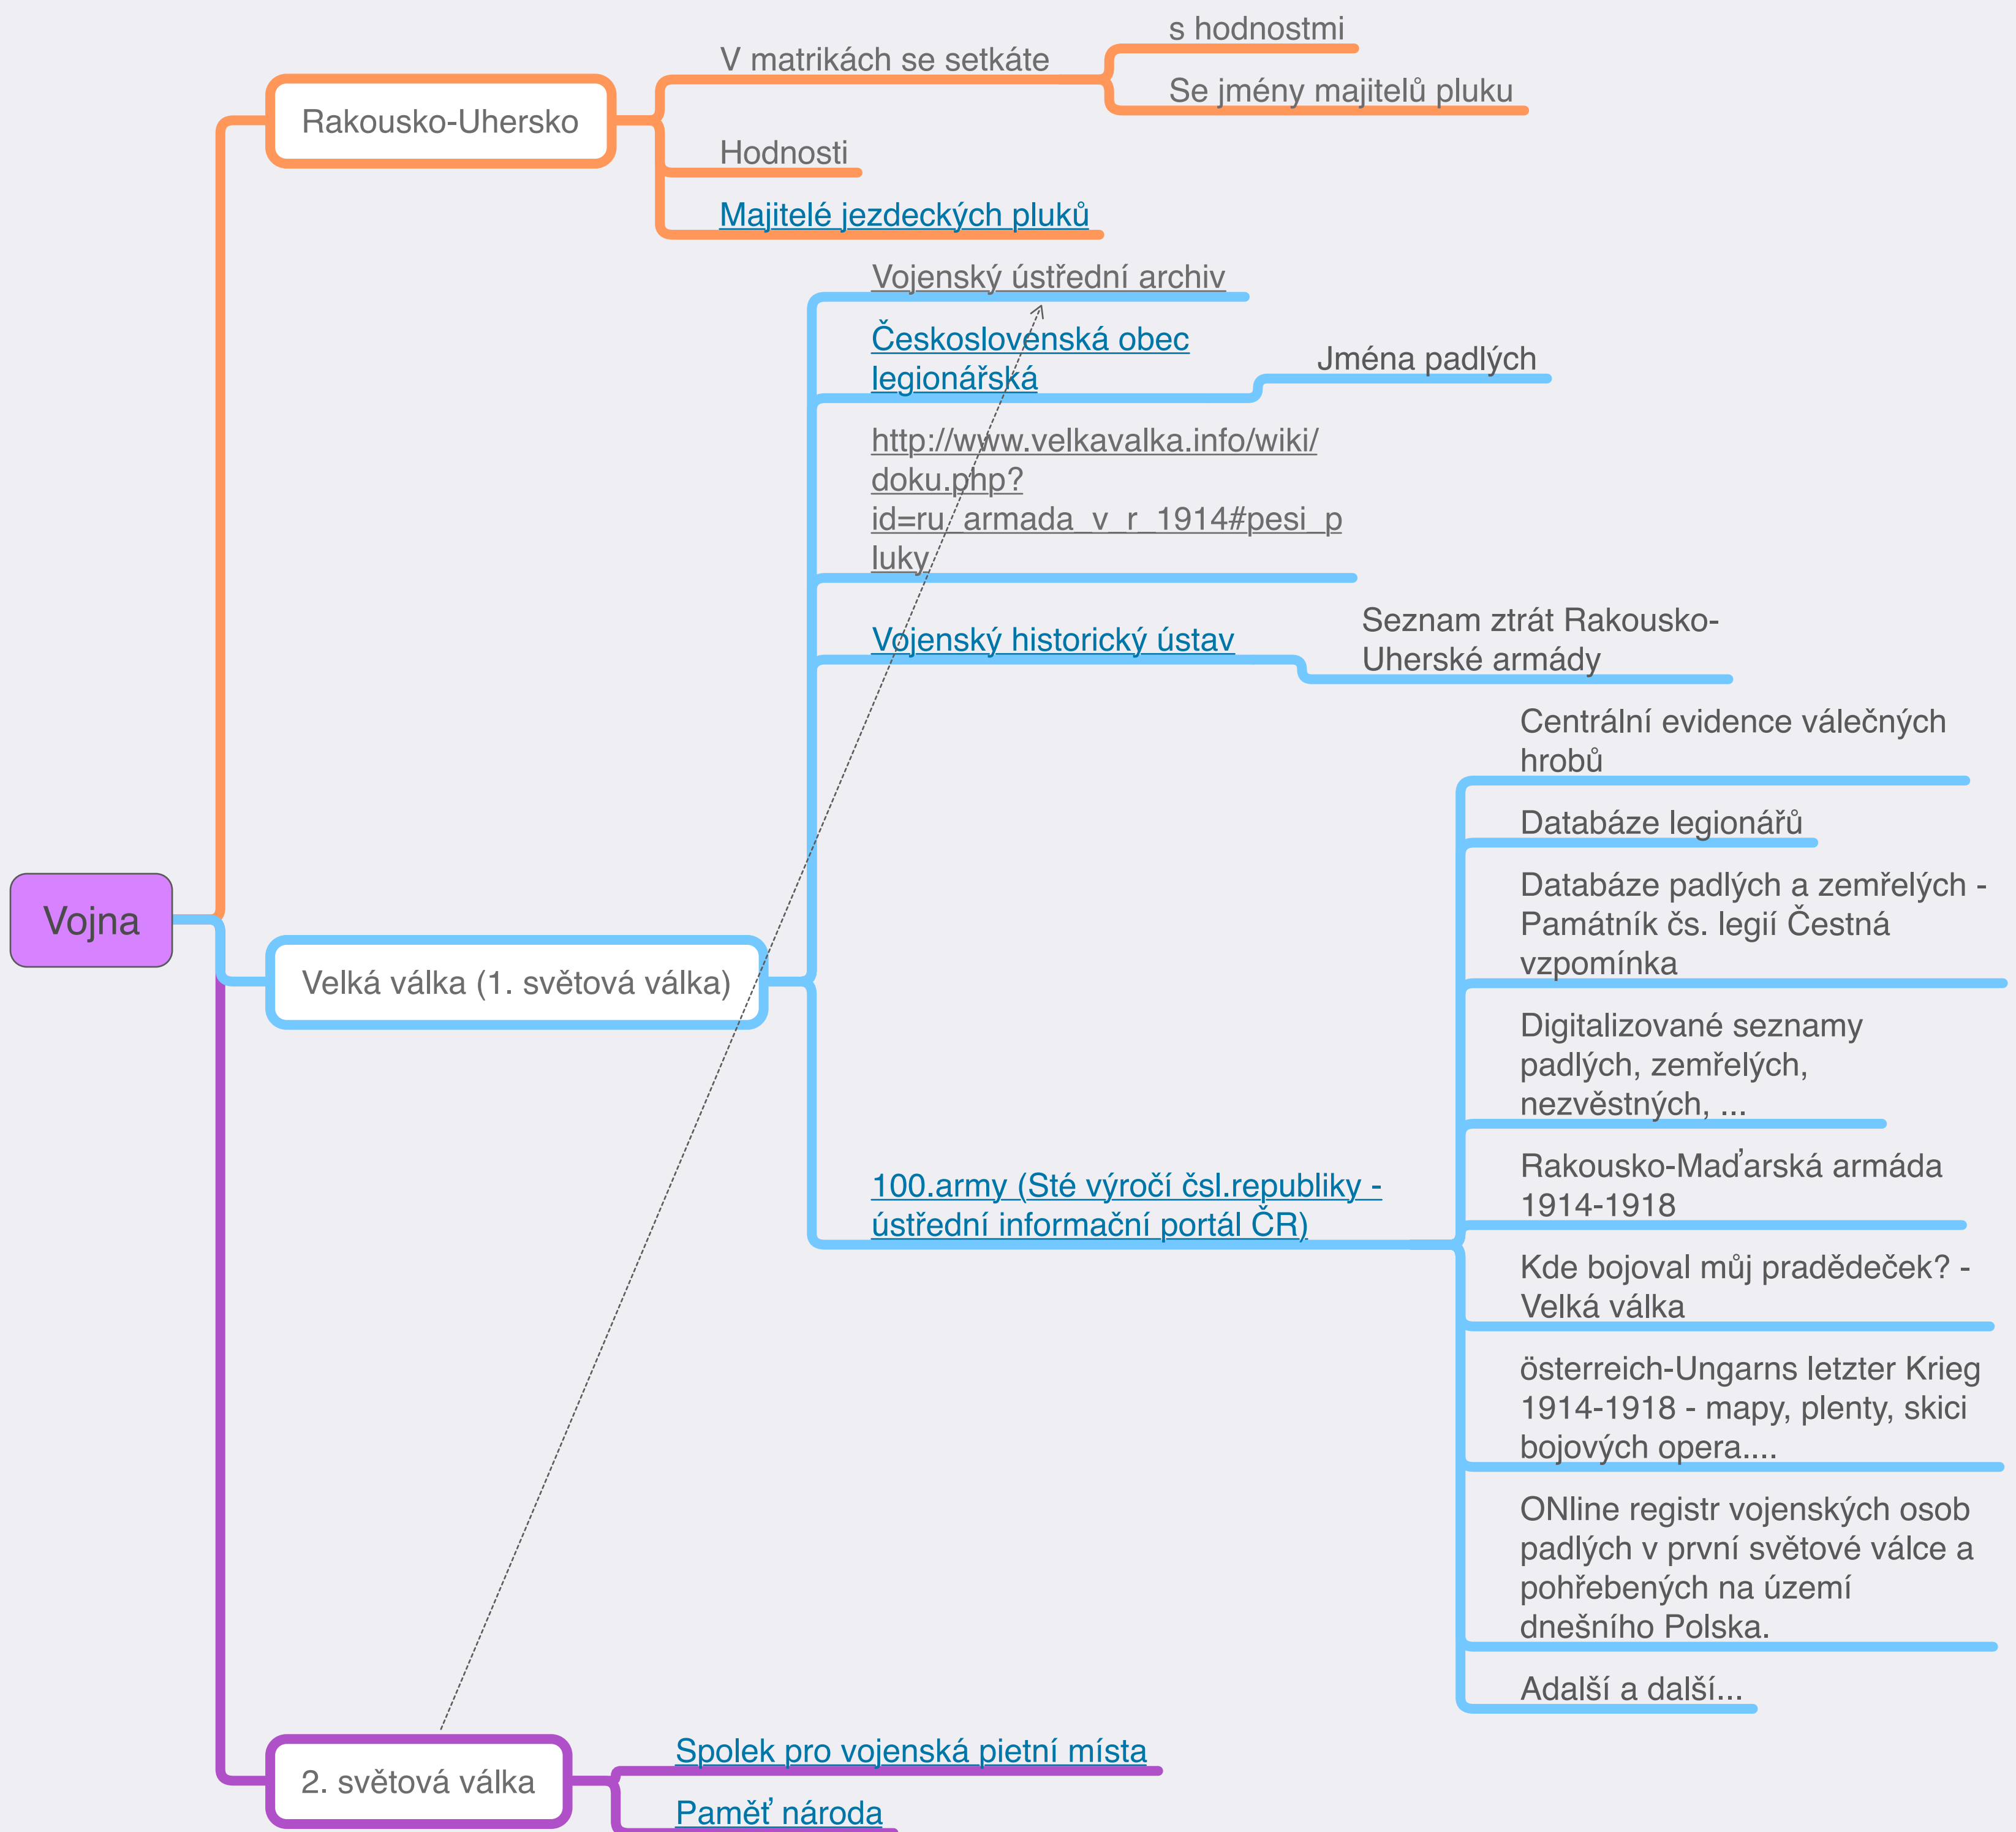 s hodnostmi
V matrikách se setkáte
Se jmény majitelů pluku
Rakousko-Uhersko
Hodnosti
Majitelé jezdeckých pluků
Vojenský ústřední archiv
Československá obec
legionářská
Jména padlých
http://www.velkavalka.info/wiki/
doku.php?
id=ru_armada_v_r_1914#pesi_p
luky
Vojenský historický ústav
Seznam ztrát Rakousko-
Uherské armády
Centrální evidence válečných
hrobů
Databáze legionářů
Databáze padlých a zemřelých -
Památník čs. legií Čestná
vzpomínka
Vojna
Velká válka (1. světová válka)
Digitalizované seznamy
padlých, zemřelých,
nezvěstných, ...
100.army (Sté výročí čsl.republiky -
ústřední informační portál ČR)
Rakousko-Maďarská armáda
1914-1918
Kde bojoval můj pradědeček? -
Velká válka
österreich-Ungarns letzter Krieg
1914-1918 - mapy, plenty, skici
bojových opera....
ONline registr vojenských osob
padlých v první světové válce a
pohřebených na území
dnešního Polska.
Adalší a další...
2. světová válka
Spolek pro vojenská pietní místa
Paměť národa